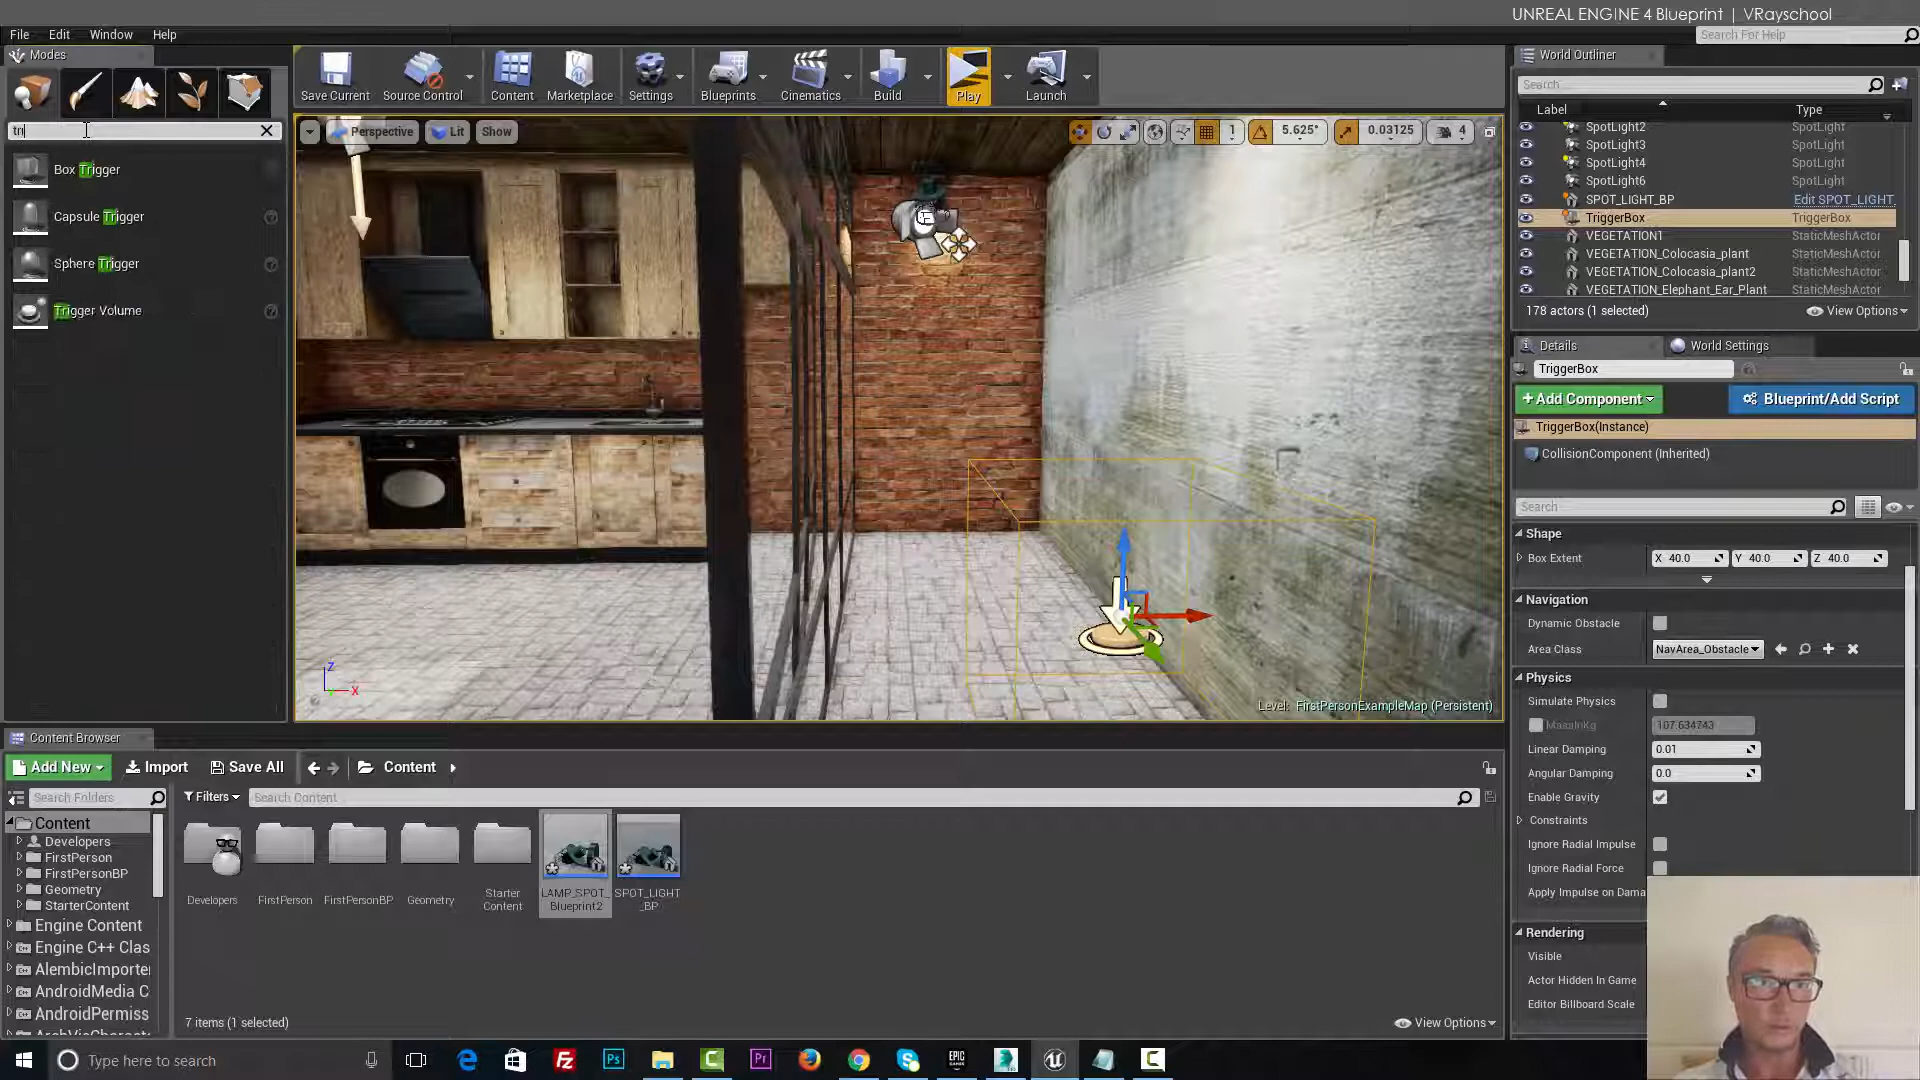 UNREAL ENGINE 4 Blueprint | VRayschool
File Edit Window Help
Search For Help
Modes
Save Current
Source Control
Content
Marketplace
Settings
Blueprints
Cinematics
Build
Play
Launch
tri
Box Trigger
Capsule Trigger
Sphere Trigger
Trigger Volume
Perspective
Lit
Show
1
5.625°
0.03125
4
Z
X
Level: FirstPersonExampleMap (Persistent)
World Outliner
Search...
Label Type
SpotLight2 SpotLight
SpotLight3 SpotLight
SpotLight4 SpotLight
SpotLight6 SpotLight
SPOT_LIGHT_BP Edit SPOT_LIGHT_
TriggerBox TriggerBox
VEGETATION1 StaticMeshActor
VEGETATION_Colocasia_plant StaticMeshActor
VEGETATION_Colocasia_plant2 StaticMeshActor
VEGETATION_Elephant_Ear_Plant StaticMeshActor
178 actors (1 selected)
View Options
Details
World Settings
TriggerBox
+Add Component
Blueprint/Add Script
TriggerBox(Instance)
CollisionComponent (Inherited)
Search
Shape
Box Extent X 40.0 Y 40.0 Z 40.0
Navigation
Dynamic Obstacle
Area Class NavArea_Obstacle
Physics
Simulate Physics
MassInKg 107.634743
Linear Damping 0.01
Angular Damping 0.0
Enable Gravity
Constraints
Ignore Radial Impulse
Ignore Radial Force
Apply Impulse on Dama
Rendering
Visible
Actor Hidden In Game
Editor Billboard Scale
Content Browser
Add New
Import
Save All
Content
Search Folders
Filters
Search Content
Content
Developers
FirstPerson
FirstPersonBP
Geometry
StarterContent
Engine Content
Engine C++ Clas
AlembicImporte
AndroidMedia C
AndroidPermiss
Developers
FirstPerson
FirstPersonBP
Geometry
Starter
Content
LAMP_SPOT_
Blueprint2
SPOT_LIGHT
_BP
7 items (1 selected)
View Options
Type here to search
Fz
Ps
Pr
EPIC
GAMES